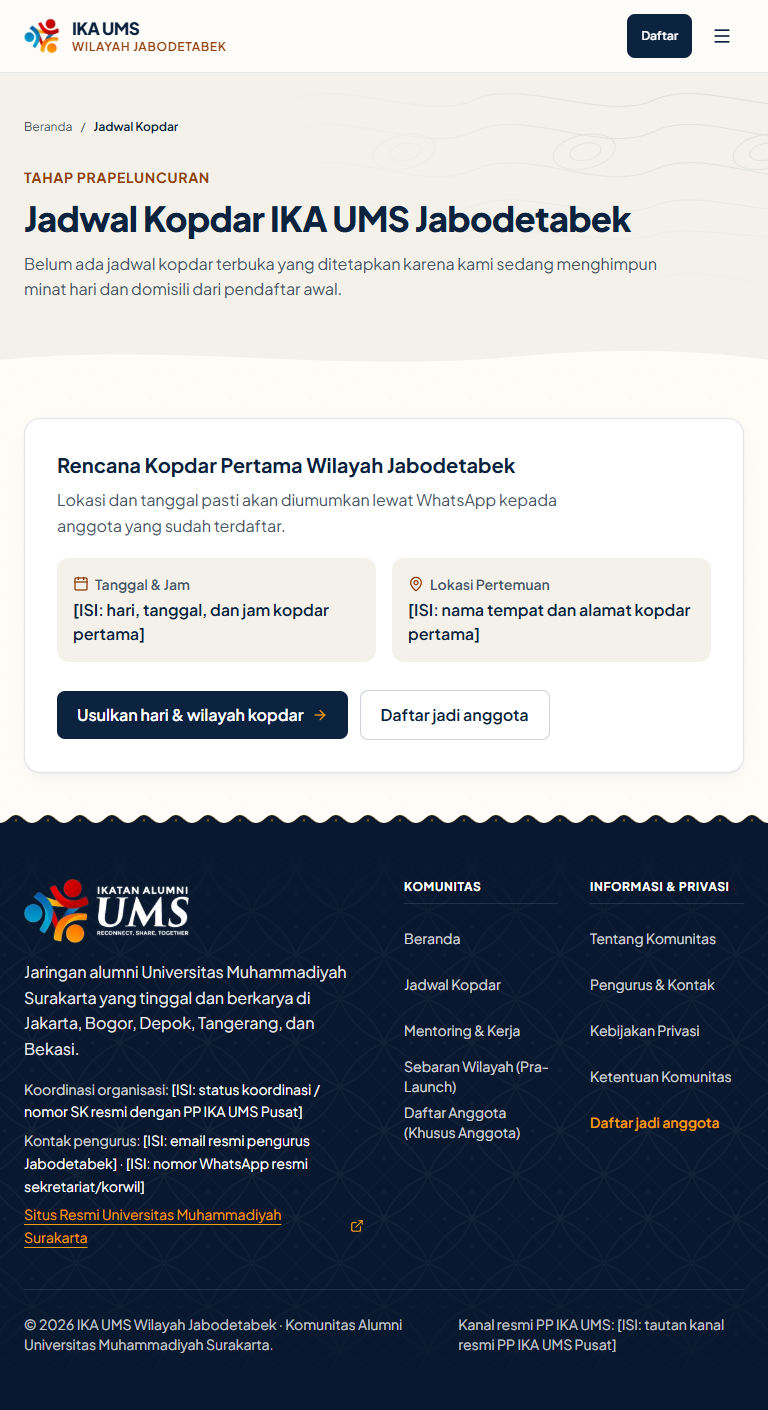 IKA UMS
WILAYAH JABODETABEK
Daftar
Beranda / Jadwal Kopdar
TAHAP PRAPELUNCURAN
Jadwal Kopdar IKA UMS Jabodetabek
Belum ada jadwal kopdar terbuka yang ditetapkan karena kami sedang menghimpun
minat hari dan domisili dari pendaftar awal.
Rencana Kopdar Pertama Wilayah Jabodetabek
Lokasi dan tanggal pasti akan diumumkan lewat WhatsApp kepada
anggota yang sudah terdaftar.
Tanggal & Jam
[ISI: hari, tanggal, dan jam kopdar
pertama]
Lokasi Pertemuan
[ISI: nama tempat dan alamat kopdar
pertama]
Usulkan hari & wilayah kopdar
Daftar jadi anggota
IKATAN ALUMNI
UMS
RECONNECT, SHARE, TOGETHER
Jaringan alumni Universitas Muhammadiyah
Surakarta yang tinggal dan berkarya di
Jakarta, Bogor, Depok, Tangerang, dan
Bekasi.
Koordinasi organisasi: [ISI: status koordinasi /
nomor SK resmi dengan PP IKA UMS Pusat]
Kontak pengurus: [ISI: email resmi pengurus
Jabodetabek] · [ISI: nomor WhatsApp resmi
sekretariat/korwil]
Situs Resmi Universitas Muhammadiyah
Surakarta
KOMUNITAS
Beranda
Jadwal Kopdar
Mentoring & Kerja
Sebaran Wilayah (Pra-
Launch)
Daftar Anggota
(Khusus Anggota)
INFORMASI & PRIVASI
Tentang Komunitas
Pengurus & Kontak
Kebijakan Privasi
Ketentuan Komunitas
Daftar jadi anggota
© 2026 IKA UMS Wilayah Jabodetabek · Komunitas Alumni
Universitas Muhammadiyah Surakarta.
Kanal resmi PP IKA UMS: [ISI: tautan kanal
resmi PP IKA UMS Pusat]